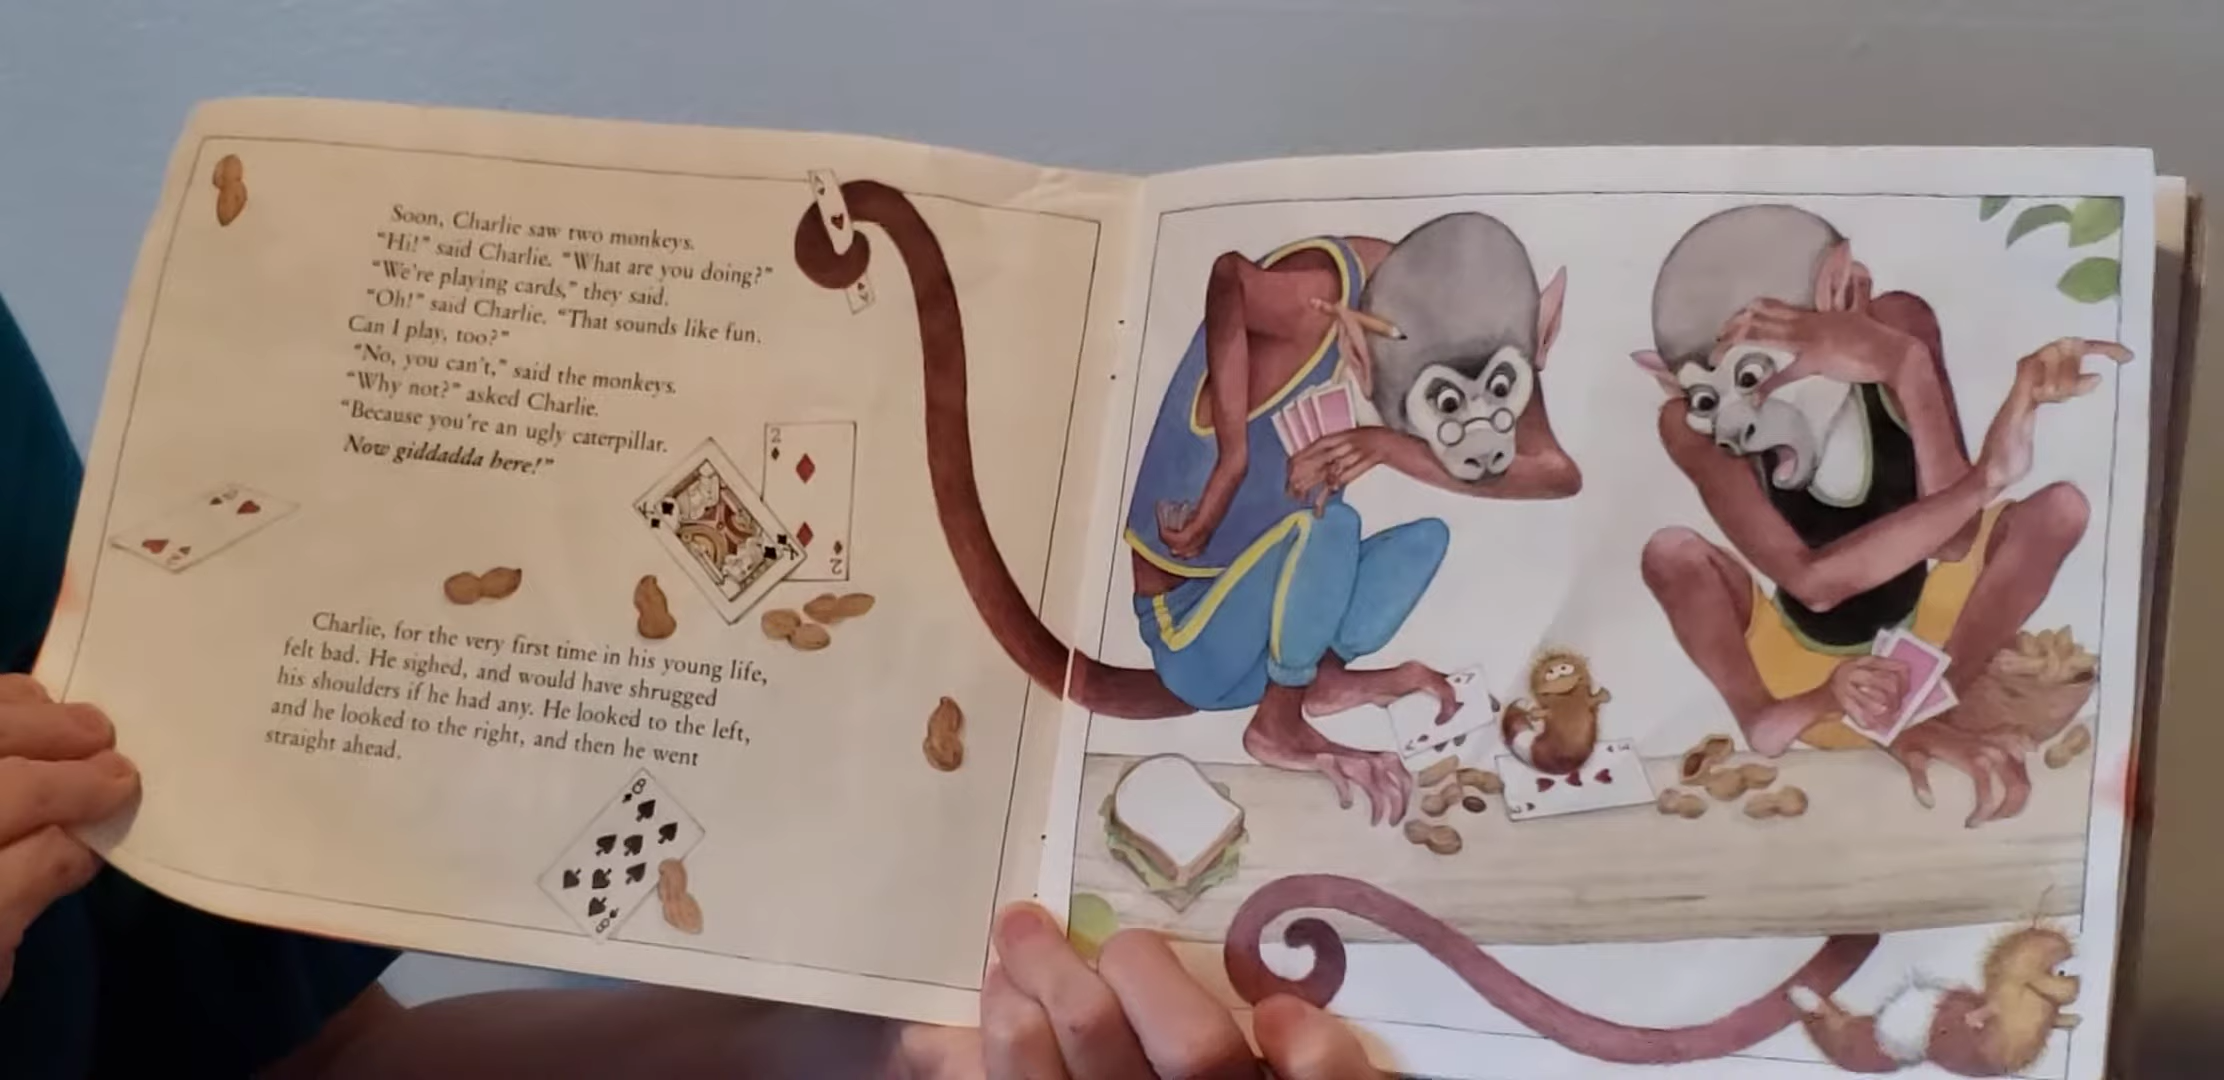 Soon, Charlie saw two monkeys.
"Hi!" said Charlie. "What are you doing?"
"We're playing cards," they said.
"Oh!" said Charlie. "That sounds like fun.
Can I play, too?"
"No, you can't," said the monkeys.
"Why not?" asked Charlie.
"Because you're an ugly caterpillar.
Now giddadda here!"
2
K
K
2
Charlie, for the very first time in his young life,
felt bad. He sighed, and would have shrugged
his shoulders if he had any. He looked to the left,
and he looked to the right, and then he went
straight ahead.
8
8